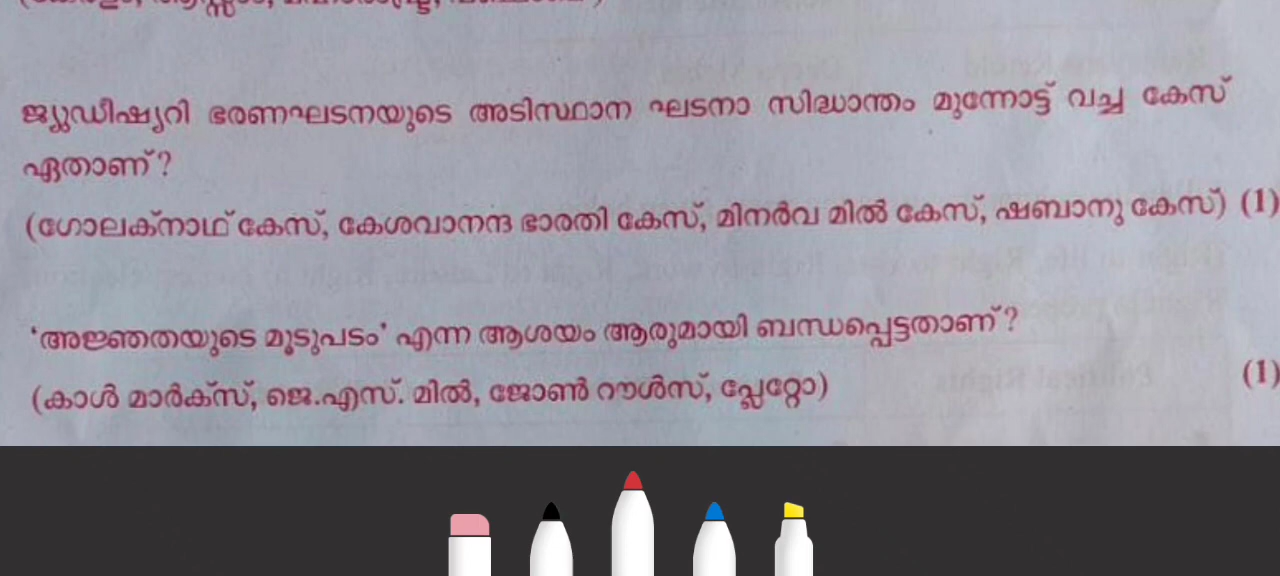 ജ്യുഡീഷ്യറി ഭരണഘടനയുടെ അടിസ്ഥാന ഘടനാ സിദ്ധാന്തം മുന്നോട്ട് വച്ച കേസ്
ഏതാണ്?
(ഗോലക്നാഥ് കേസ്, കേശവാനന്ദ ഭാരതി കേസ്, മിനർവ മിൽ കേസ്, ഷബാനു കേസ്) (1)
'അജ്ഞതയുടെ മൂടുപടം' എന്ന ആശയം ആരുമായി ബന്ധപ്പെട്ടതാണ്?
(കാൾ മാർക്സ്, ജെ.എസ്. മിൽ, ജോൺ റൗൾസ്, പ്ലേറ്റോ) (1)